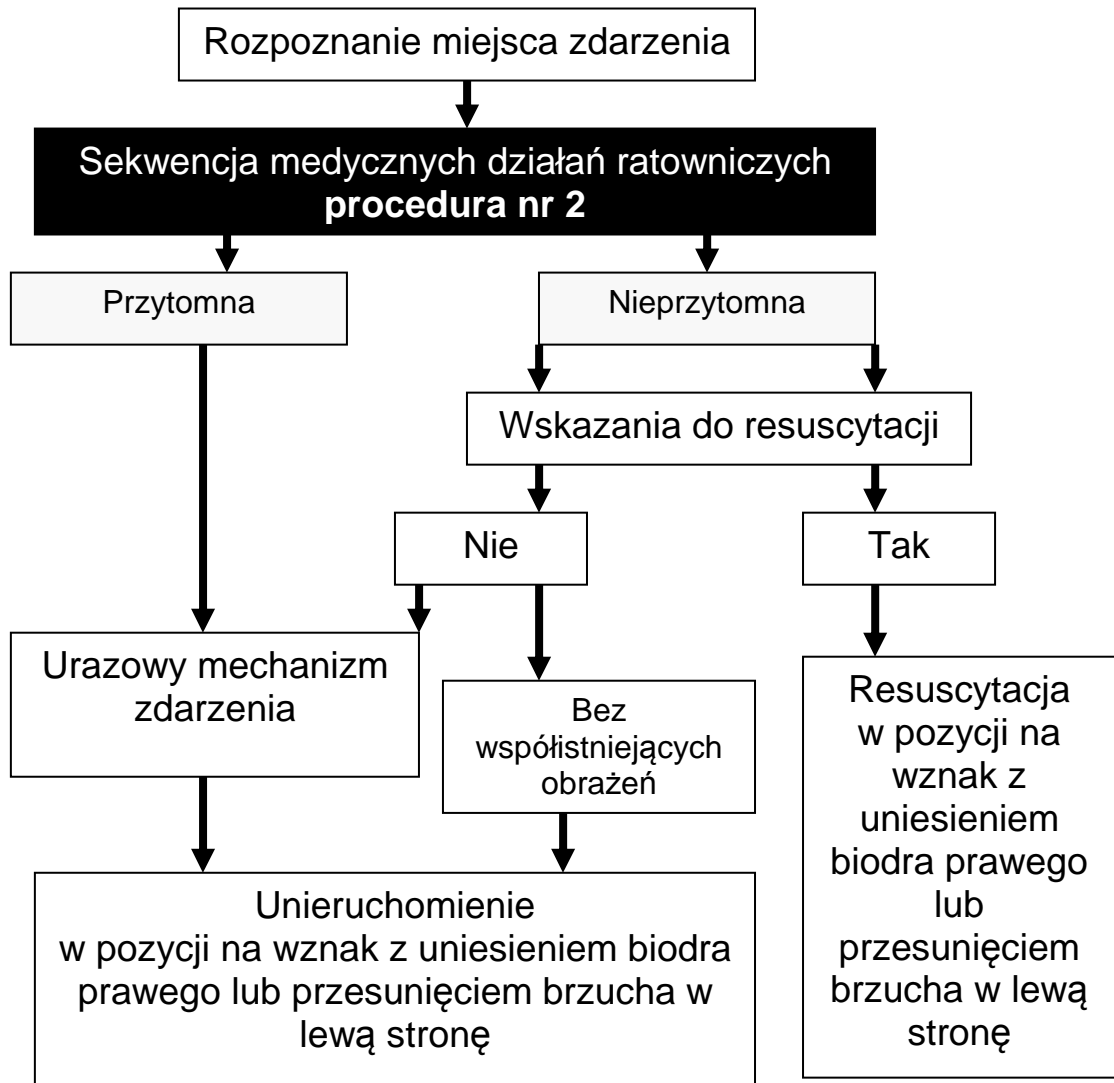 Rozpoznanie miejsca zdarzenia
Sekwencja medycznych działań ratowniczych
procedura nr 2
Przytomna
Nieprzytomna
Wskazania do resuscytacji
Nie
Tak
Urazowy mechanizm
zdarzenia
Bez
współistniejących
obrażeń
Resuscytacja
w pozycji na
wznak z
uniesieniem
biodra prawego
lub
przesunięciem
brzucha w lewą
stronę
Unieruchomienie
w pozycji na wznak z uniesieniem biodra
prawego lub przesunięciem brzucha w
lewą stronę